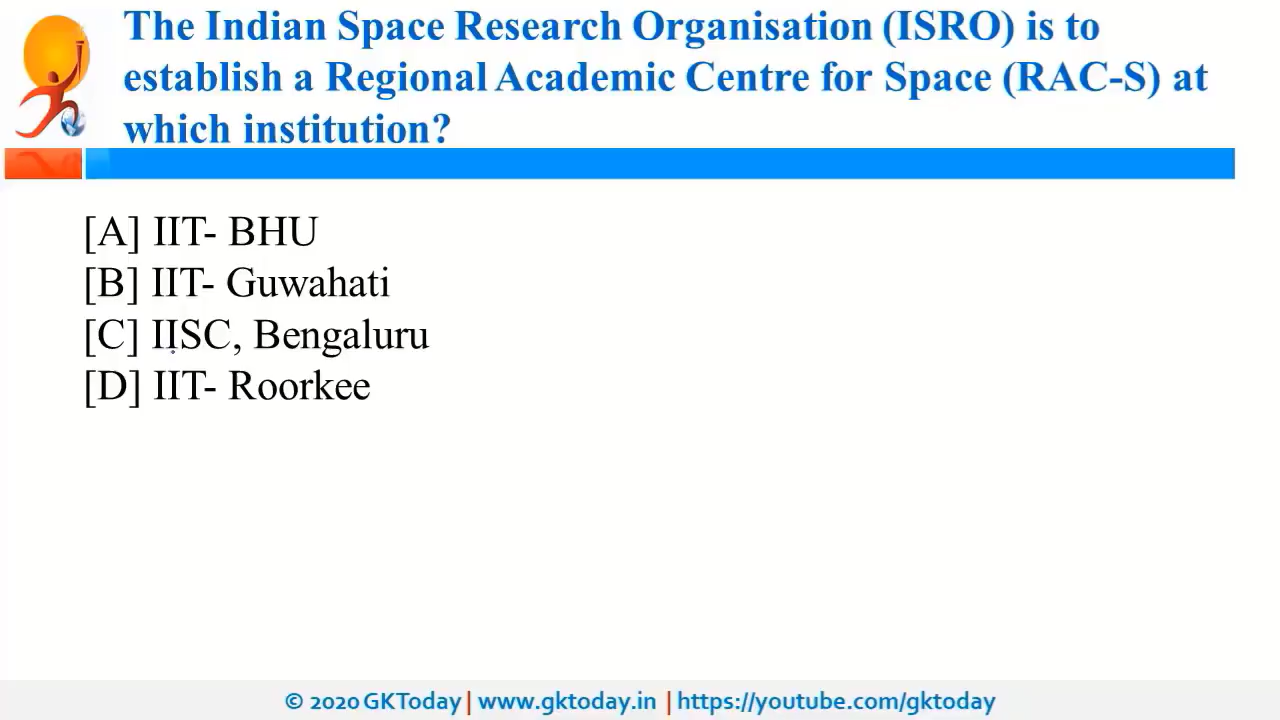 The Indian Space Research Organisation (ISRO) is to
establish a Regional Academic Centre for Space (RAC-S) at
which institution?
[A] IIT- BHU
[B] IIT- Guwahati
[C] IISC, Bengaluru
[D] IIT- Roorkee
© 2020 GKToday | www.gktoday.in | https://youtube.com/gktoday